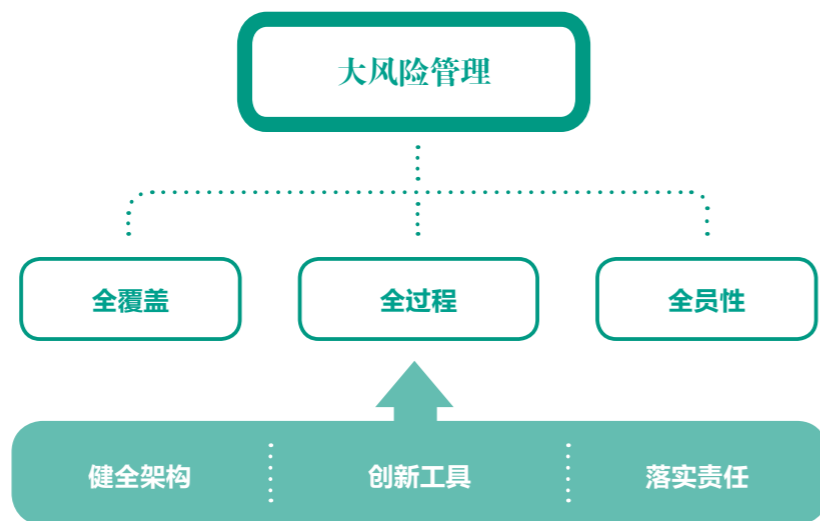 大风险管理
全覆盖
全过程
全员性
健全架构
创新工具
落实责任